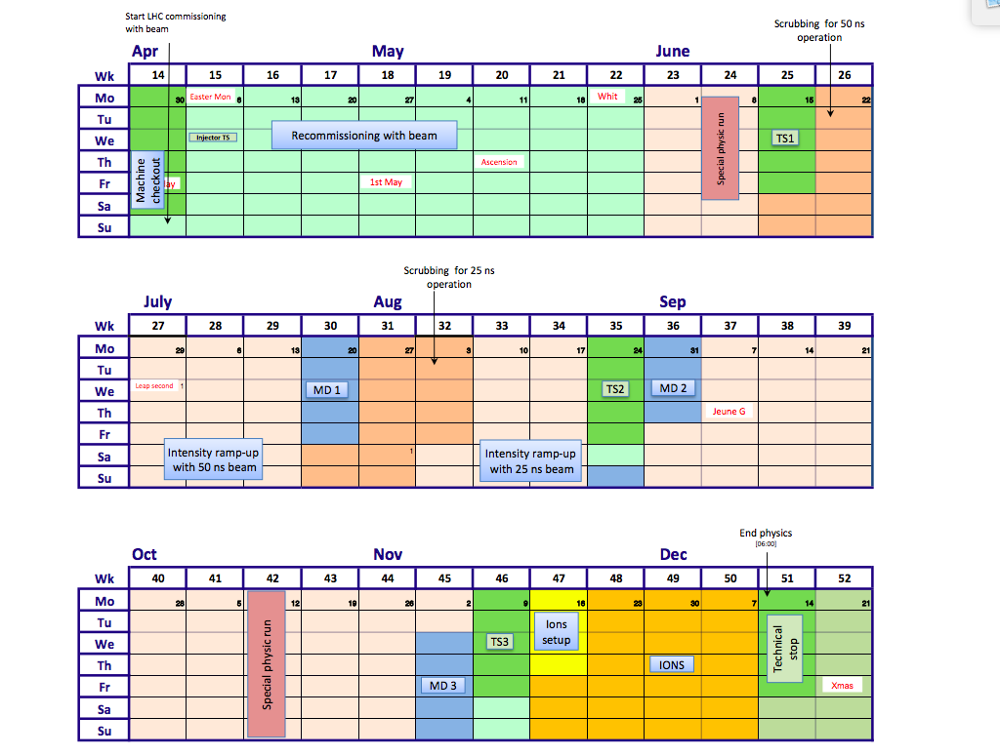 Start LHC commissioning
with beam
Scrubbing for 50 ns
operation
Apr May June
Wk 14 15 16 17 18 19 20 21 22 23 24 25 26
Mo 30 Easter Mon 6 13 20 27 4 11 18 Whit 25 1 8 15 22
Tu
We Injector TS Recommissioning with beam TS1
Th Ascension
Fr ay 1st May
Sa
Su
Machine
checkout
Special physic run
Scrubbing for 25 ns
operation
July Aug Sep
Wk 27 28 29 30 31 32 33 34 35 36 37 38 39
Mo 29 6 13 20 27 3 10 17 24 31 7 14 21
Tu
We Leap second 1 MD 1 TS2 MD 2
Th Jeune G
Fr
Sa 1
Su
Intensity ramp-up
with 50 ns beam
Intensity ramp-up
with 25 ns beam
End physics
[06:00]
Oct Nov Dec
Wk 40 41 42 43 44 45 46 47 48 49 50 51 52
Mo 28 5 12 19 26 2 9 16 23 30 7 14 21
Tu
We TS3
Th IONS
Fr MD 3 Xmas
Sa
Su
Special physic run
Ions
setup
Technical
stop